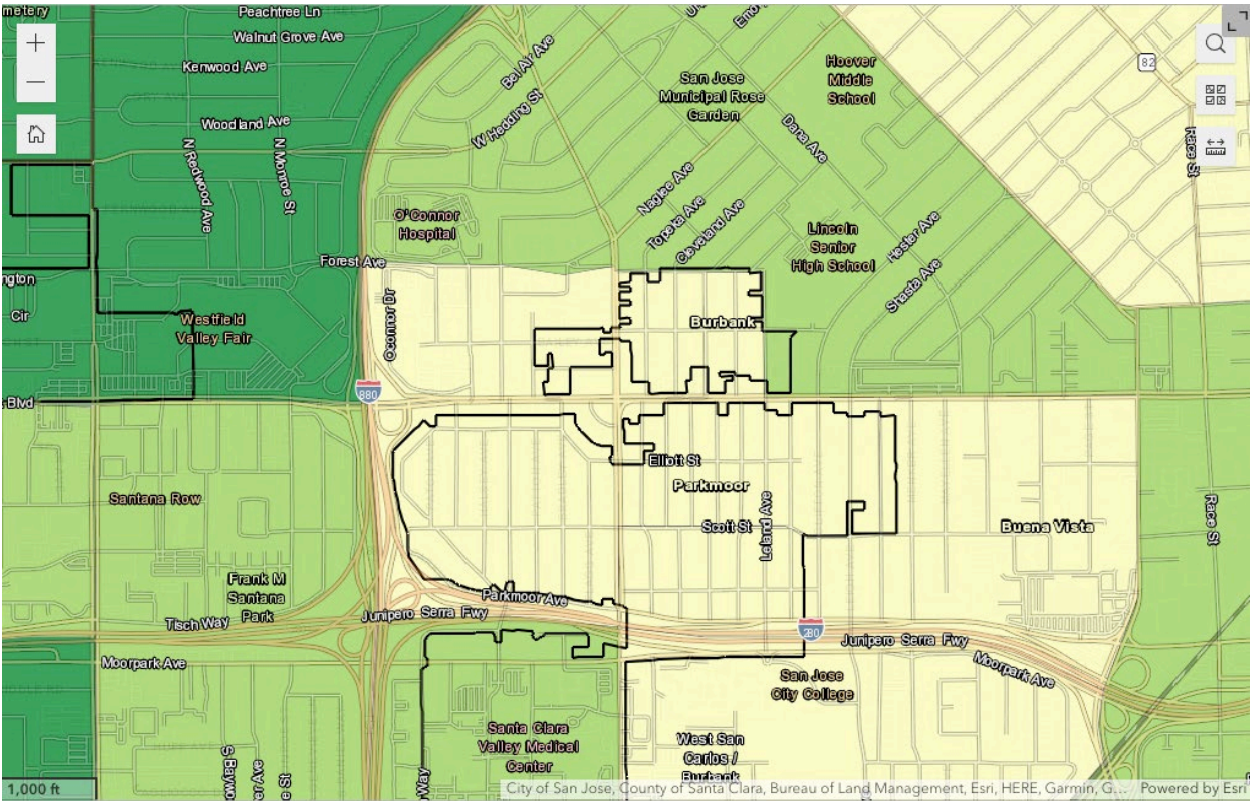 metery
Peachtree Ln
Walnut Grove Ave
Kenwood Ave
Woodland Ave
N Redwood Ave
N Monroe St
Bel Air Ave
W Hedding St
San Jose
Municipal Rose
Garden
Hoover
Middle
School
82
Race St
Dana Ave
Naglee Ave
Topeka Ave
Cleveland Ave
O'Connor
Hospital
Lincoln
Senior
High School
Hester Ave
Shasta Ave
Forest Ave
ngton
Cir
Westfield
Valley Fair
Oconnor Dr
Burbank
Blvd
880
Elliott St
Parkmoor
Santana Row
Scott St
Leland Ave
Buena Vista
Race St
Frank M
Santana
Park
Parkmoor Ave
Tisch Way
Junipero Serra Fwy
280
Junipero Serra Fwy
Moorpark Ave
Moorpark Ave
San Jose
City College
Santa Clara
Valley Medical
Center
West San
Carlos /
Burbank
S Baywo
Way
1,000 ft
City of San Jose, County of Santa Clara, Bureau of Land Management, Esri, HERE, Garmin, G...
Powered by Esri